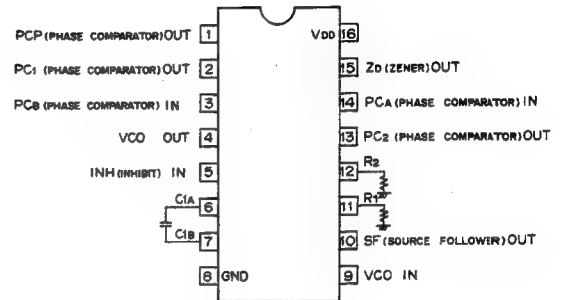 PCP (PHASE COMPARATOR) OUT 1
PC1 (PHASE COMPARATOR) OUT 2
PCB (PHASE COMPARATOR) IN 3
VCO OUT 4
INH (INHIBIT) IN 5
C1A 6
C1B 7
8 GND
VDD 16
15 ZD (ZENER) OUT
14 PCA (PHASE COMPARATOR) IN
13 PC2 (PHASE COMPARATOR) OUT
12 R2
11 R1
10 SF (SOURCE FOLLOWER) OUT
9 VCO IN